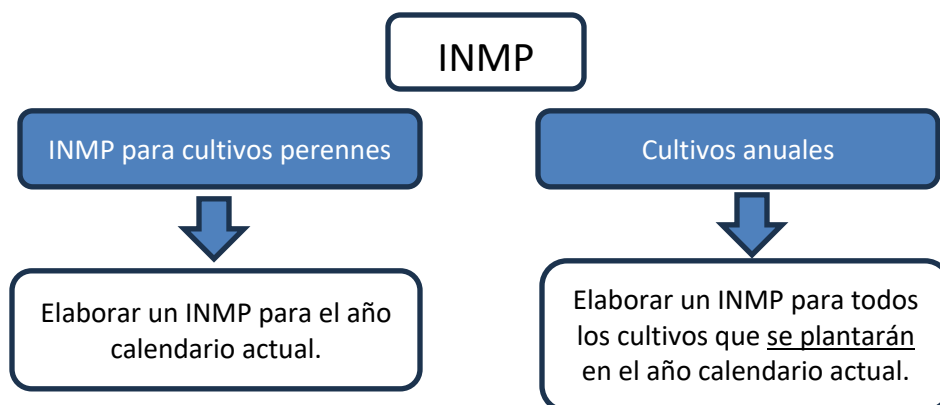 INMP
INMP para cultivos perennes
Cultivos anuales
Elaborar un INMP para el año
calendario actual.
Elaborar un INMP para todos
los cultivos que se plantarán
en el año calendario actual.